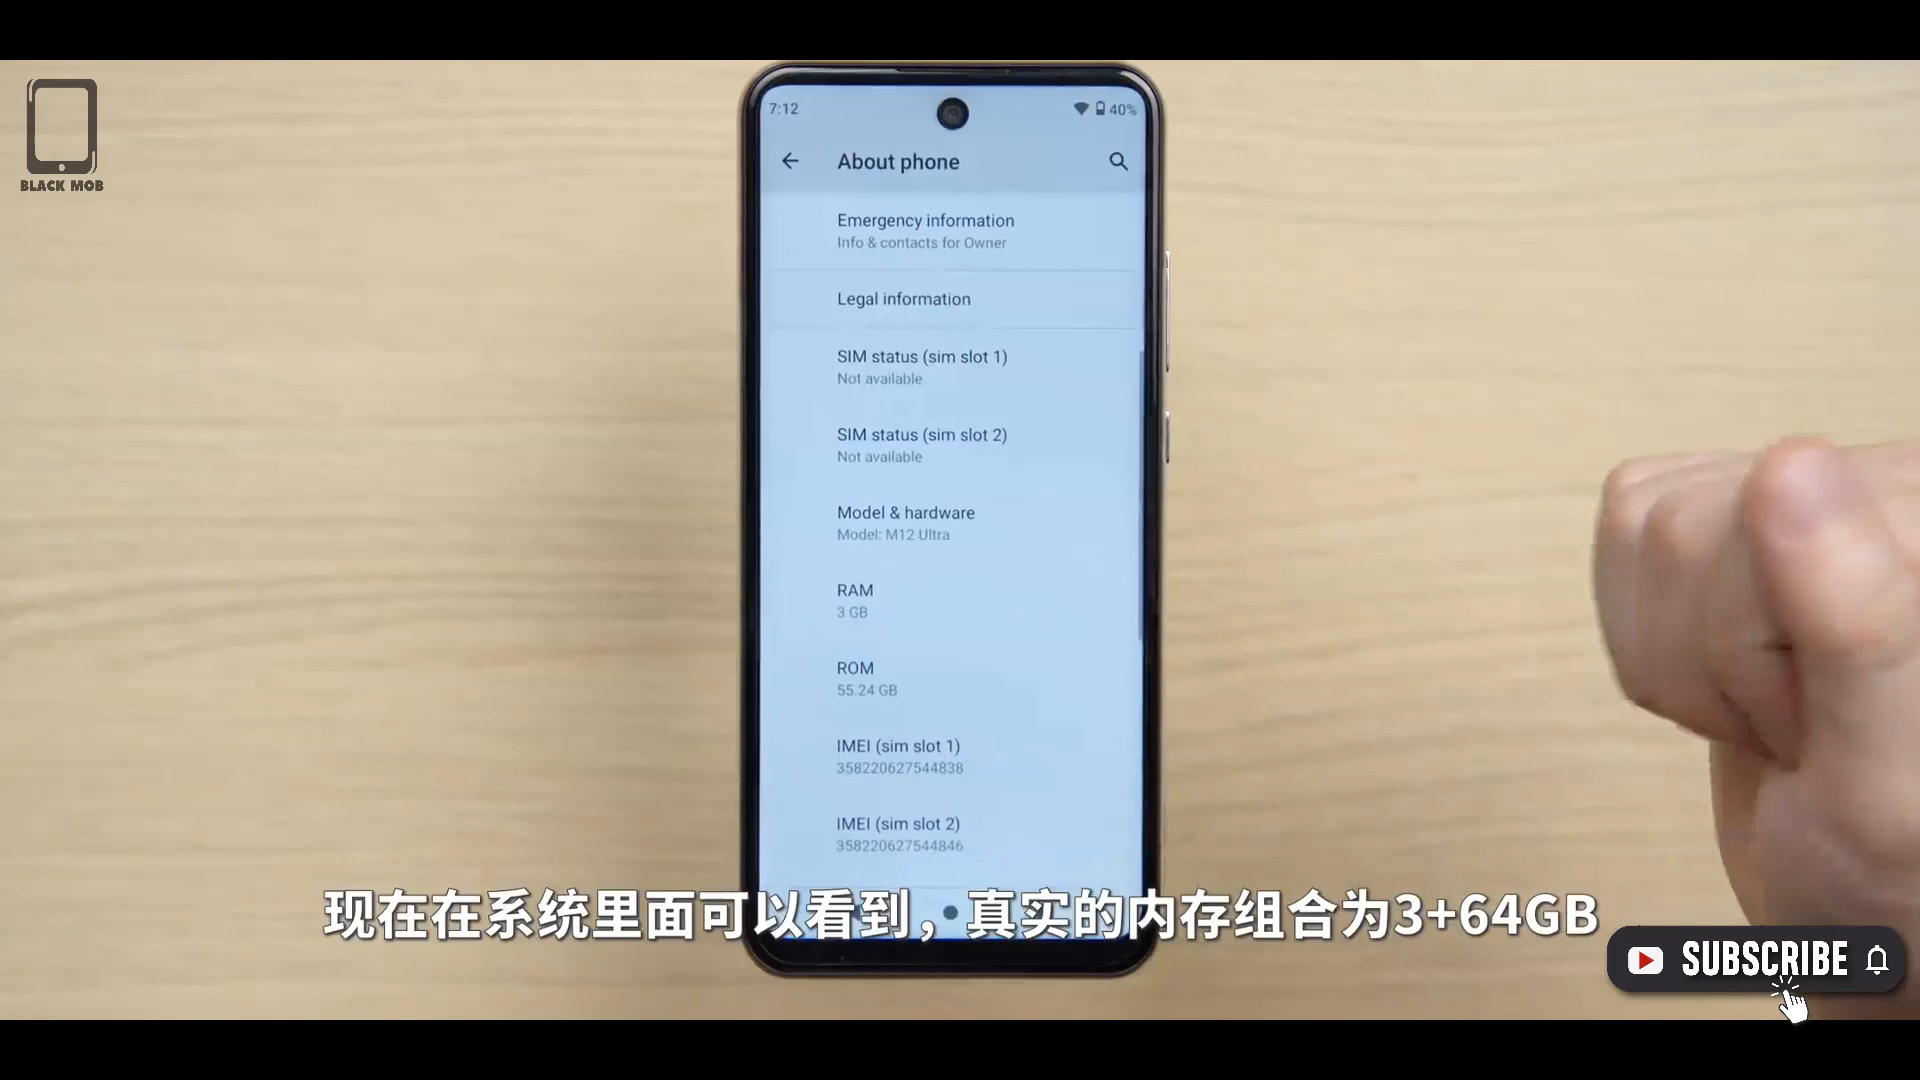 BLACK MOB
7:12
40%
About phone
Emergency information
Info & contacts for Owner
Legal information
SIM status (sim slot 1)
Not available
SIM status (sim slot 2)
Not available
Model & hardware
Model: M12 Ultra
RAM
3 GB
ROM
55.24 GB
IMEI (sim slot 1)
358220627544838
IMEI (sim slot 2)
358220627544846
现在在系统里面可以看到，真实的内存组合为3+64GB
SUBSCRIBE